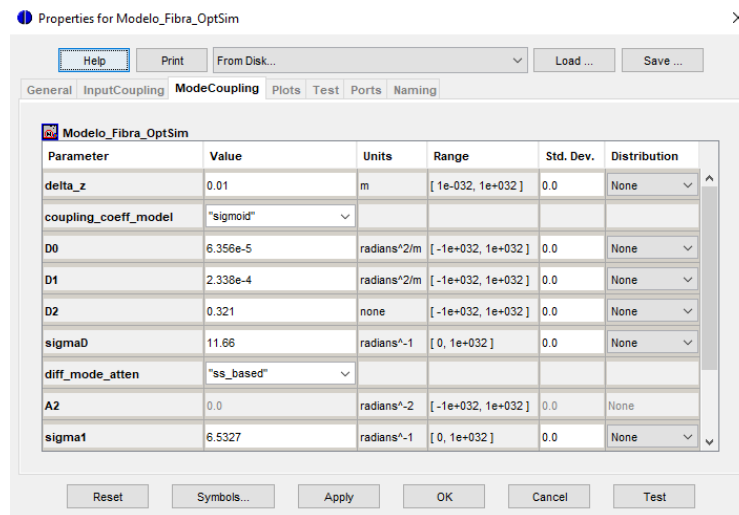 Properties for Modelo_Fibra_OptSim
Help Print From Disk... Load ... Save ...
General InputCoupling ModeCoupling Plots Test Ports Naming
Modelo_Fibra_OptSim
Parameter Value Units Range Std. Dev. Distribution
delta_z 0.01 m [ 1e-032, 1e+032 ] 0.0 None
coupling_coeff_model "sigmoid"
D0 6.356e-5 radians^2/m [ -1e+032, 1e+032 ] 0.0 None
D1 2.338e-4 radians^2/m [ -1e+032, 1e+032 ] 0.0 None
D2 0.321 none [ -1e+032, 1e+032 ] 0.0 None
sigmaD 11.66 radians^-1 [ 0, 1e+032 ] 0.0 None
diff_mode_atten "ss_based"
A2 0.0 radians^-2 [ -1e+032, 1e+032 ] 0.0 None
sigma1 6.5327 radians^-1 [ 0, 1e+032 ] 0.0 None
Reset Symbols... Apply OK Cancel Test